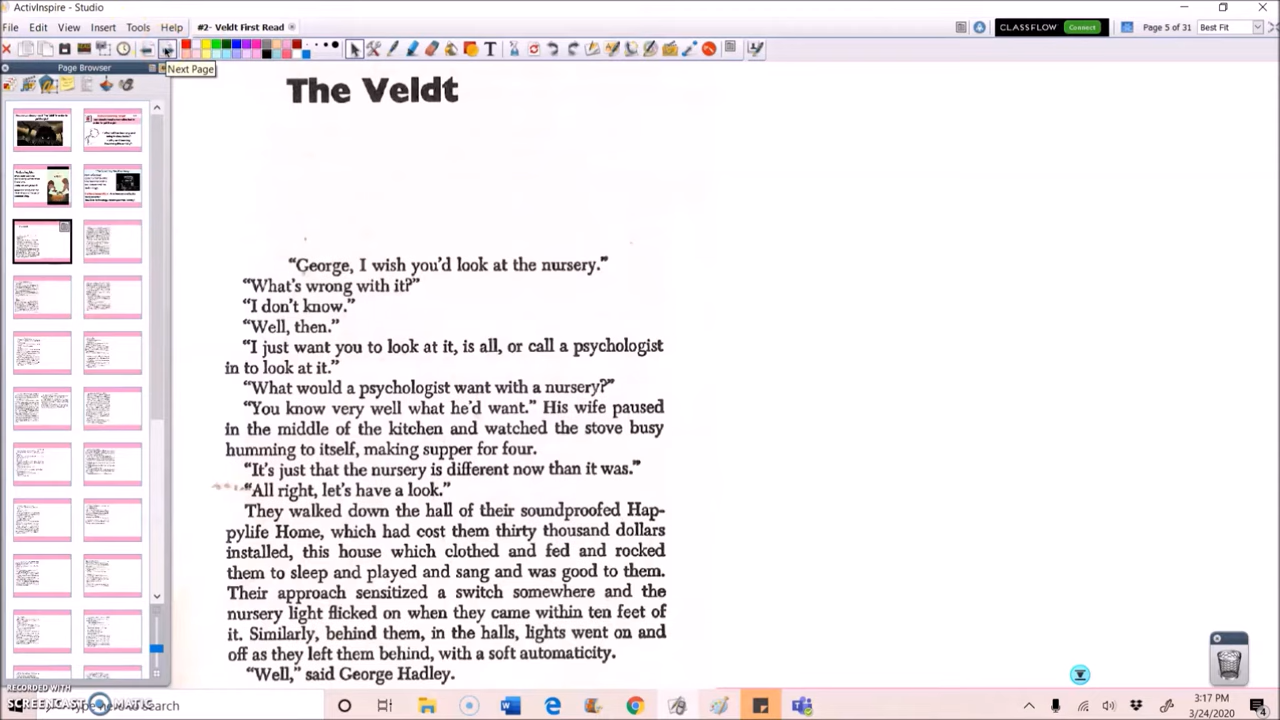 ActivInspire - Studio
File Edit View Insert Tools Help #2- Veldt First Read CLASSFLOW Connect Page 5 of 31 Best Fit
Next Page
Page Browser
The Veldt
“George, I wish you'd look at the nursery.”
“What's wrong with it?”
“I don't know.”
“Well, then.”
“I just want you to look at it, is all, or call a psychologist
in to look at it.”
“What would a psychologist want with a nursery?”
“You know very well what he'd want.” His wife paused
in the middle of the kitchen and watched the stove busy
humming to itself, making supper for four.
“It's just that the nursery is different now than it was.”
“All right, let's have a look.”
They walked down the hall of their soundproofed Hap-
pylife Home, which had cost them thirty thousand dollars
installed, this house which clothed and fed and rocked
them to sleep and played and sang and was good to them.
Their approach sensitized a switch somewhere and the
nursery light flicked on when they came within ten feet of
it. Similarly, behind them, in the halls, lights went on and
off as they left them behind, with a soft automaticity.
“Well,” said George Hadley.
RECORDED WITH
SCREENCAST-O-MATIC
here to search
3:17 PM
3/24/2020